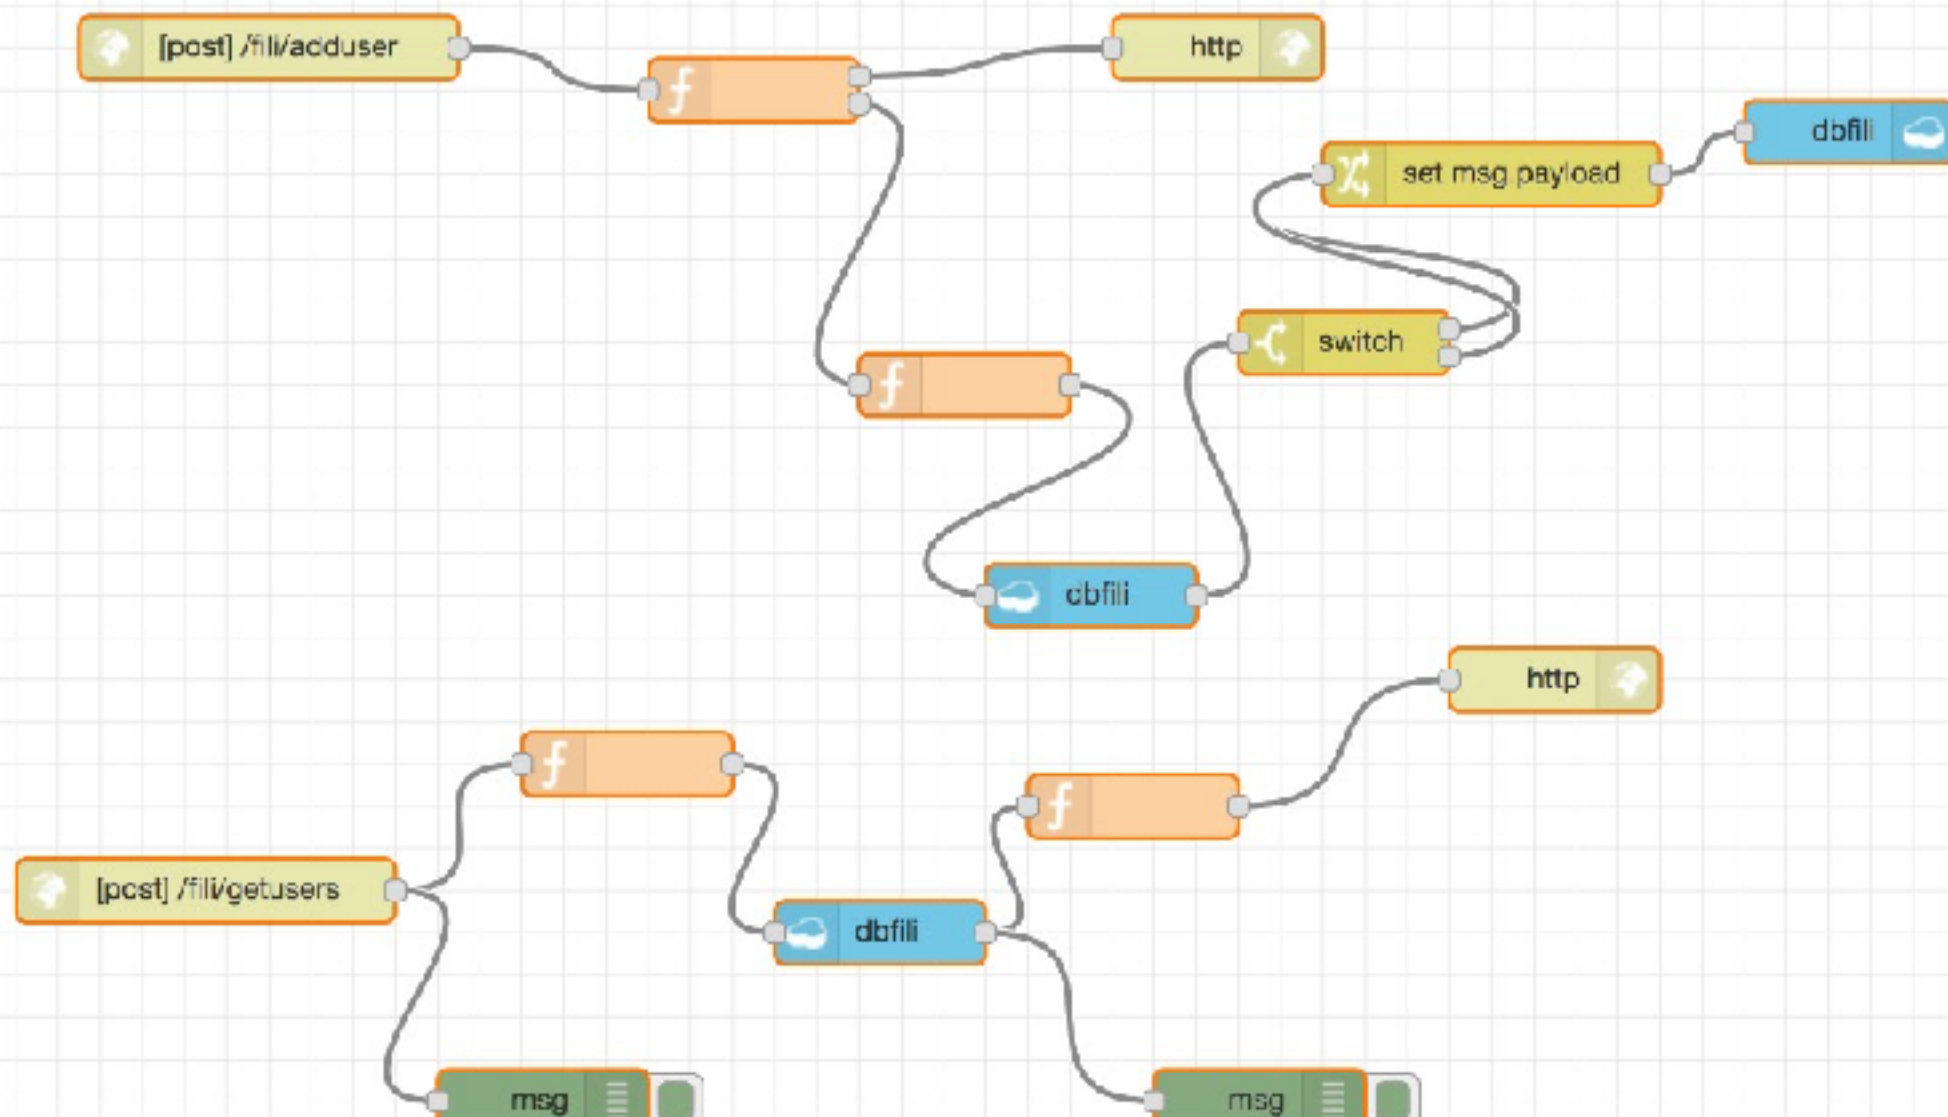 [post] /fili/adduser
http
dbfili
set msg payload
switch
dbfili
http
[post] /fili/getusers
dbfili
msg
msg